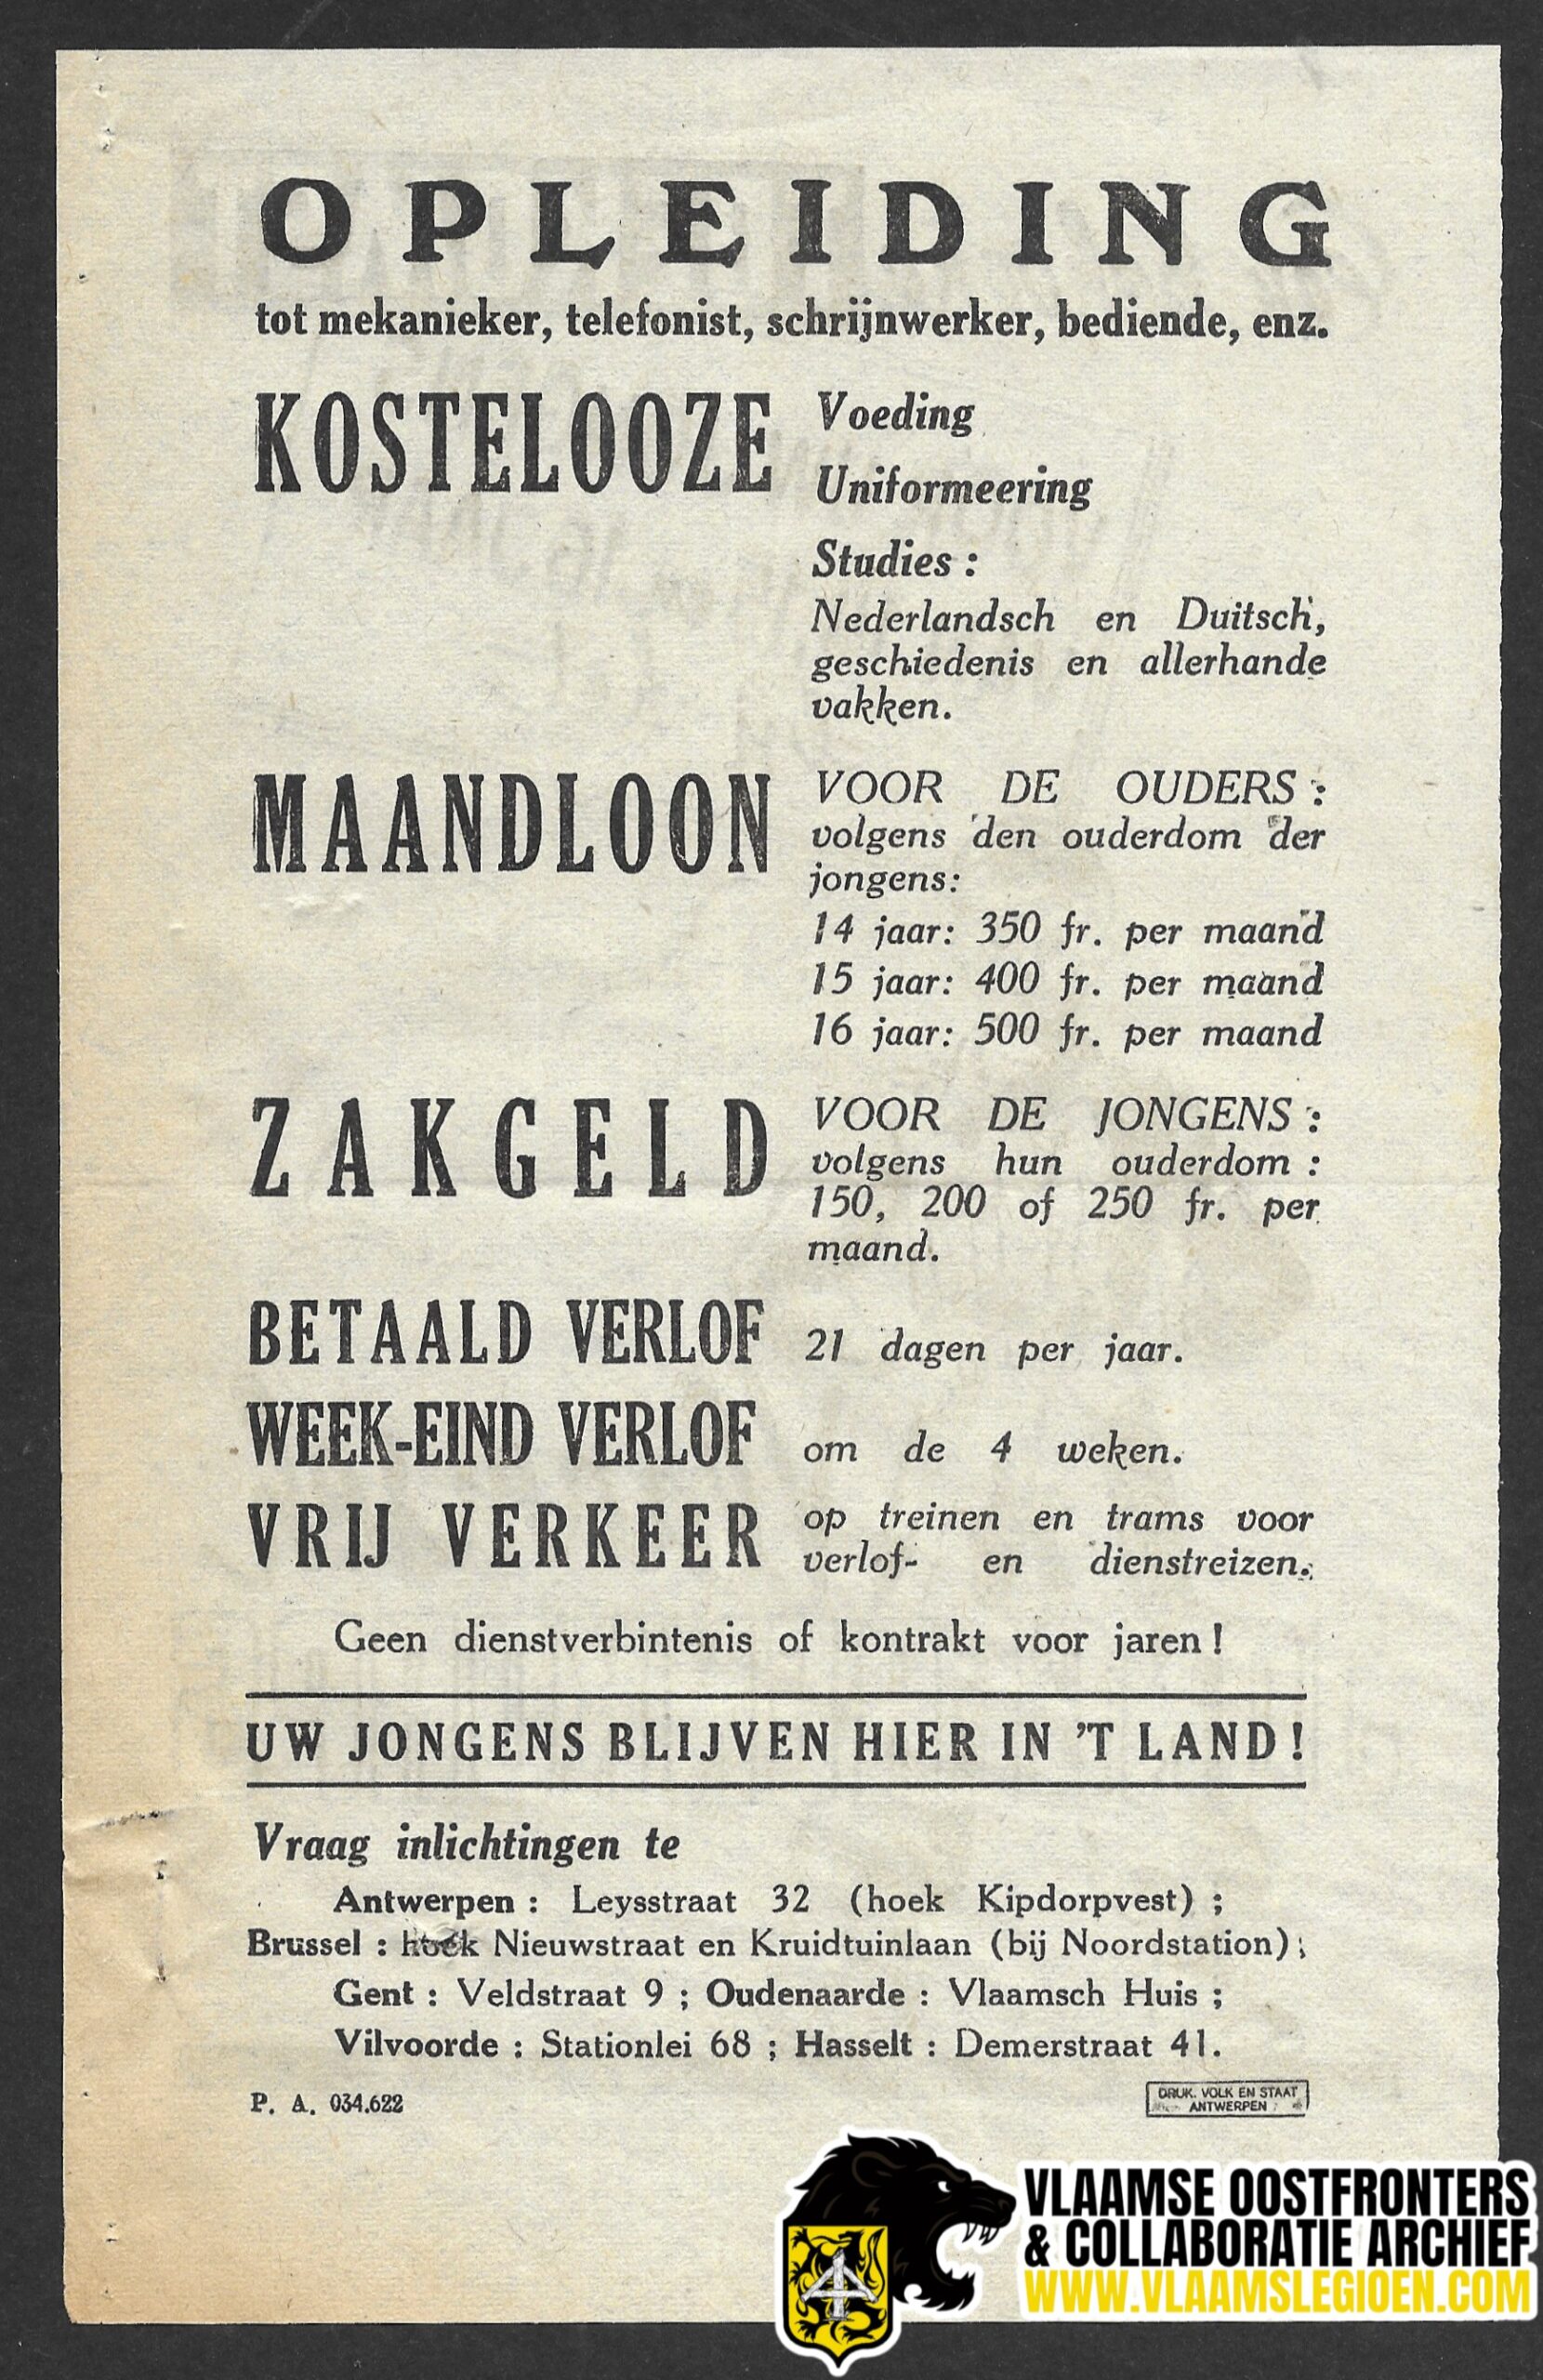 OPLEIDING
tot mekanieker, telefonist, schrijnwerker, bediende, enz.
KOSTELOOZE
Voeding
Uniformeering
Studies :
Nederlandsch en Duitsch,
geschiedenis en allerhande
vakken.
MAANDLOON
VOOR DE OUDERS :
volgens den ouderdom der
jongens:
14 jaar: 350 fr. per maand
15 jaar: 400 fr. per maand
16 jaar: 500 fr. per maand
ZAKGELD
VOOR DE JONGENS :
volgens hun ouderdom :
150, 200 of 250 fr. per
maand.
BETAALD VERLOF 21 dagen per jaar.
WEEK-EIND VERLOF om de 4 weken.
VRIJ VERKEER op treinen en trams voor
verlof- en dienstreizen.
Geen dienstverbintenis of kontrakt voor jaren !
UW JONGENS BLIJVEN HIER IN 'T LAND !
Vraag inlichtingen te
Antwerpen : Leysstraat 32 (hoek Kipdorpvest) ;
Brussel : hoek Nieuwstraat en Kruidtuinlaan (bij Noordstation) ;
Gent : Veldstraat 9 ; Oudenaarde : Vlaamsch Huis ;
Vilvoorde : Stationlei 68 ; Hasselt : Demerstraat 41.
P. A. 034.622
DRUK. VOLK EN STAAT
ANTWERPEN
VLAAMSE OOSTFRONTERS
& COLLABORATIE ARCHIEF
WWW.VLAAMSLEGIOEN.COM